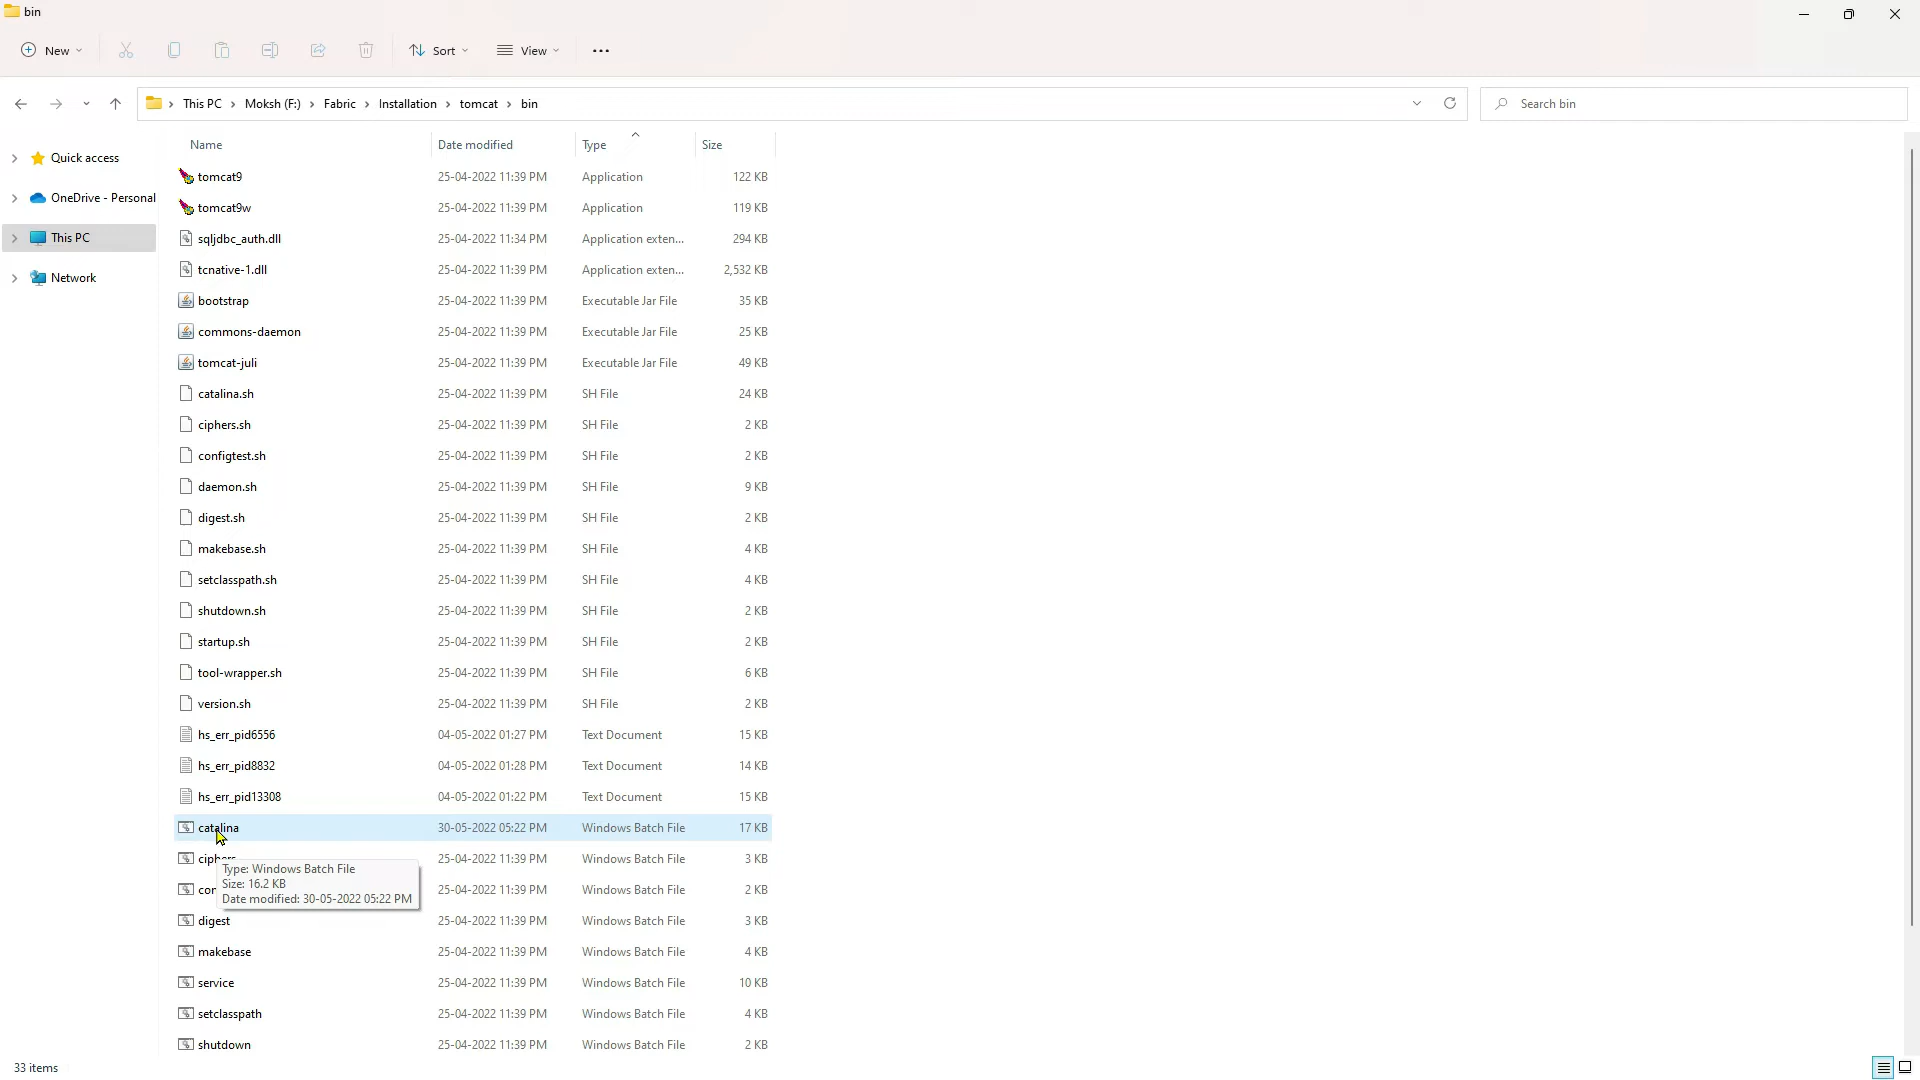 bin
New
Sort
View
This PC > Moksh (F:) > Fabric > Installation > tomcat > bin
Search bin
Quick access
OneDrive - Personal
This PC
Network
Name Date modified Type Size
tomcat9 25-04-2022 11:39 PM Application 122 KB
tomcat9w 25-04-2022 11:39 PM Application 119 KB
sqljdbc_auth.dll 25-04-2022 11:34 PM Application exten... 294 KB
tcnative-1.dll 25-04-2022 11:39 PM Application exten... 2,532 KB
bootstrap 25-04-2022 11:39 PM Executable Jar File 35 KB
commons-daemon 25-04-2022 11:39 PM Executable Jar File 25 KB
tomcat-juli 25-04-2022 11:39 PM Executable Jar File 49 KB
catalina.sh 25-04-2022 11:39 PM SH File 24 KB
ciphers.sh 25-04-2022 11:39 PM SH File 2 KB
configtest.sh 25-04-2022 11:39 PM SH File 2 KB
daemon.sh 25-04-2022 11:39 PM SH File 9 KB
digest.sh 25-04-2022 11:39 PM SH File 2 KB
makebase.sh 25-04-2022 11:39 PM SH File 4 KB
setclasspath.sh 25-04-2022 11:39 PM SH File 4 KB
shutdown.sh 25-04-2022 11:39 PM SH File 2 KB
startup.sh 25-04-2022 11:39 PM SH File 2 KB
tool-wrapper.sh 25-04-2022 11:39 PM SH File 6 KB
version.sh 25-04-2022 11:39 PM SH File 2 KB
hs_err_pid6556 04-05-2022 01:27 PM Text Document 15 KB
hs_err_pid8832 04-05-2022 01:28 PM Text Document 14 KB
hs_err_pid13308 04-05-2022 01:22 PM Text Document 15 KB
catalina 30-05-2022 05:22 PM Windows Batch File 17 KB
25-04-2022 11:39 PM Windows Batch File 3 KB
Type: Windows Batch File
Size: 16.2 KB
Date modified: 30-05-2022 05:22 PM
25-04-2022 11:39 PM Windows Batch File 2 KB
digest 25-04-2022 11:39 PM Windows Batch File 3 KB
makebase 25-04-2022 11:39 PM Windows Batch File 4 KB
service 25-04-2022 11:39 PM Windows Batch File 10 KB
setclasspath 25-04-2022 11:39 PM Windows Batch File 4 KB
shutdown 25-04-2022 11:39 PM Windows Batch File 2 KB
33 items